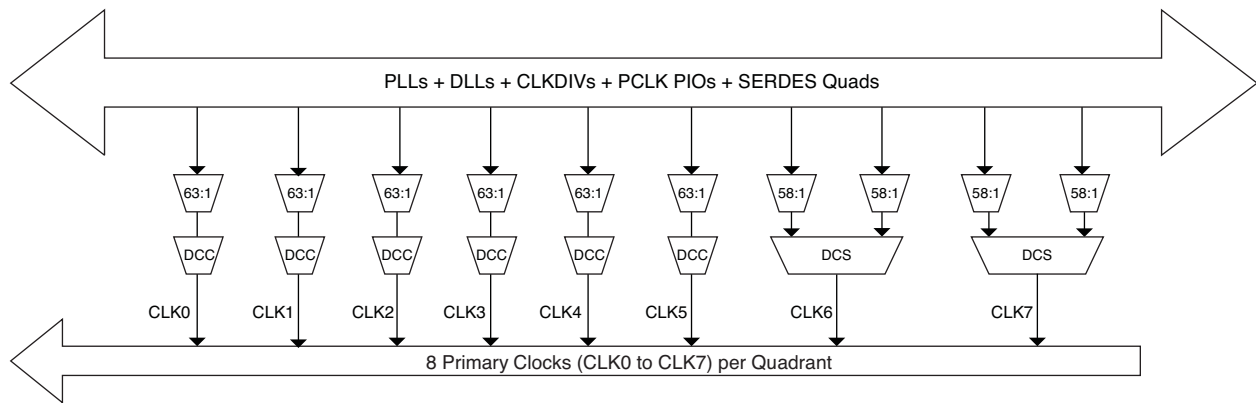 PLLs + DLLs + CLKDIVs + PCLK PIOs + SERDES Quads
63:1 63:1 63:1 63:1 63:1 63:1 58:1 58:1 58:1 58:1
DCC DCC DCC DCC DCC DCC DCS DCS
CLK0 CLK1 CLK2 CLK3 CLK4 CLK5 CLK6 CLK7
8 Primary Clocks (CLK0 to CLK7) per Quadrant